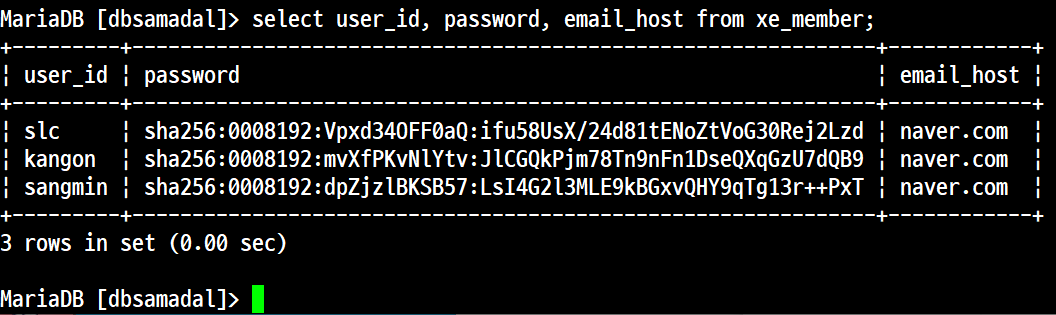 MariaDB [dbsamadal]> select user_id, password, email_host from xe_member;
+---------+----------------------------------------------------------------+------------+
¦ user_id ¦ password                                                       ¦ email_host ¦
+---------+----------------------------------------------------------------+------------+
¦ slc     ¦ sha256:0008192:Vpxd34OFF0aQ:ifu58UsX/24d81tENoZtVoG30Rej2Lzd ¦ naver.com  ¦
¦ kangon  ¦ sha256:0008192:mvXfPKvNlYtv:JlCGQkPjm78Tn9nFn1DseQXqGzU7dQB9 ¦ naver.com  ¦
¦ sangmin ¦ sha256:0008192:dpZjzlBKSB57:LsI4G2l3MLE9kBGxvQHY9qTg13r++PxT ¦ naver.com  ¦
+---------+----------------------------------------------------------------+------------+
3 rows in set (0.00 sec)
MariaDB [dbsamadal]>